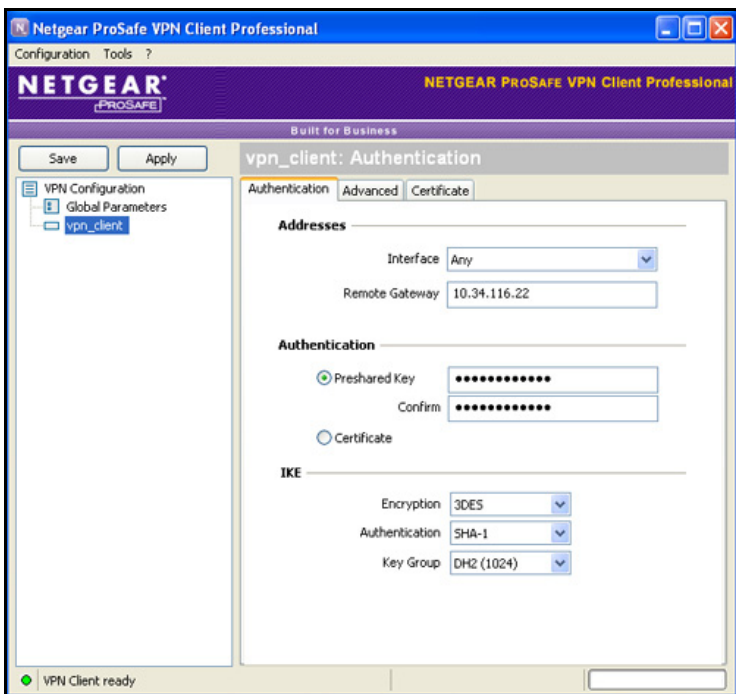 Netgear ProSafe VPN Client Professional
Configuration Tools ?
NETGEAR
PROSAFE
NETGEAR PROSAFE VPN Client Professional
Built for Business
Save Apply
vpn_client: Authentication
VPN Configuration
Global Parameters
vpn_client
Authentication Advanced Certificate
Addresses
Interface Any
Remote Gateway 10.34.116.22
Authentication
Preshared Key ●●●●●●●●●●●●
Confirm ●●●●●●●●●●●●
Certificate
IKE
Encryption 3DES
Authentication SHA-1
Key Group DH2 (1024)
VPN Client ready